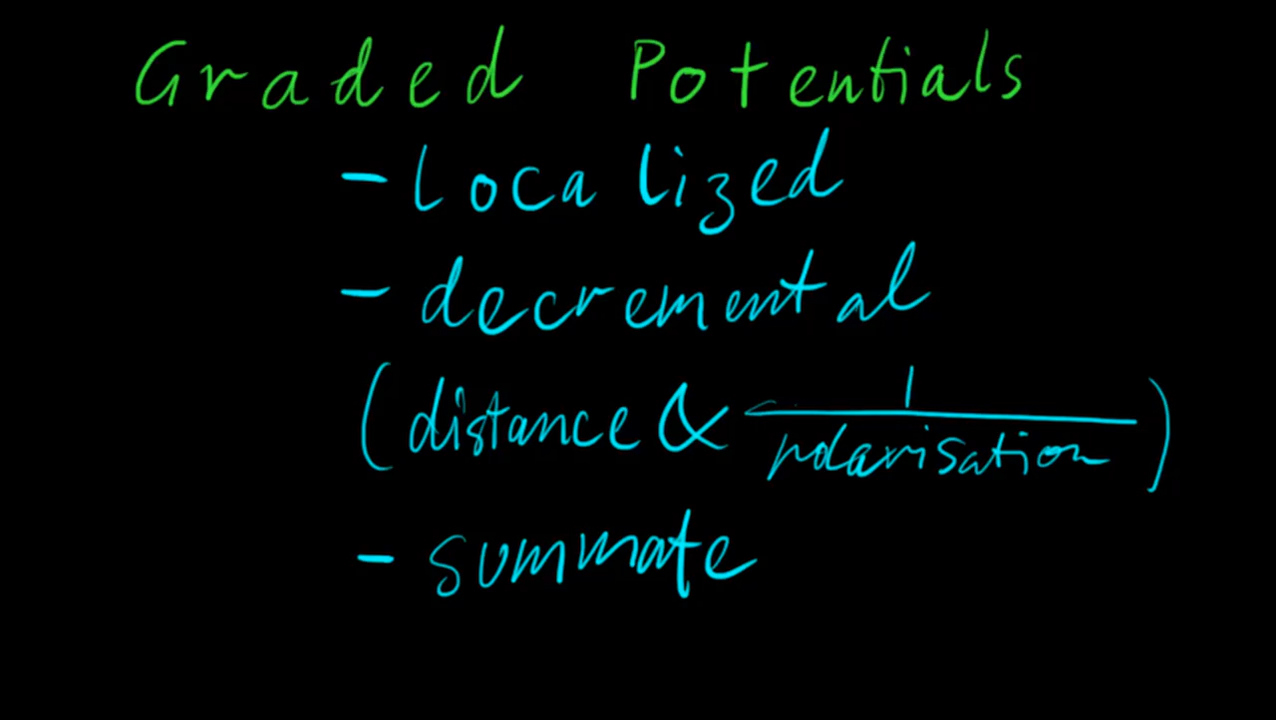 Graded Potentials
- localized
- decremental
(distance & 1/polarisation)
- summate